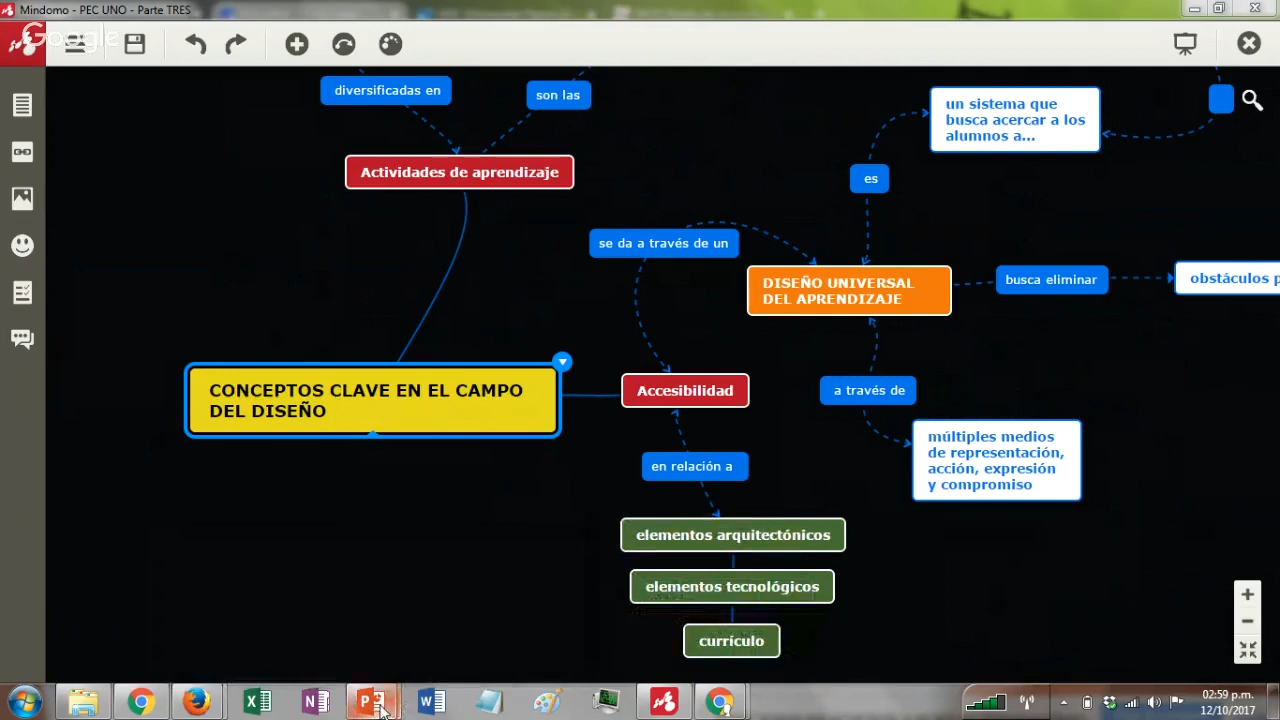 Mindomo - PEC UNO - Parte TRES
Google
diversificadas en
son las
un sistema que
busca acercar a los
alumnos a...
Actividades de aprendizaje
es
se da a través de un
DISEÑO UNIVERSAL
DEL APRENDIZAJE
busca eliminar
obstáculos p
CONCEPTOS CLAVE EN EL CAMPO
DEL DISEÑO
Accesibilidad
a través de
múltiples medios
de representación,
acción, expresión
y compromiso
en relación a
elementos arquitectónicos
elementos tecnológicos
currículo
02:59 p.m.
12/10/2017